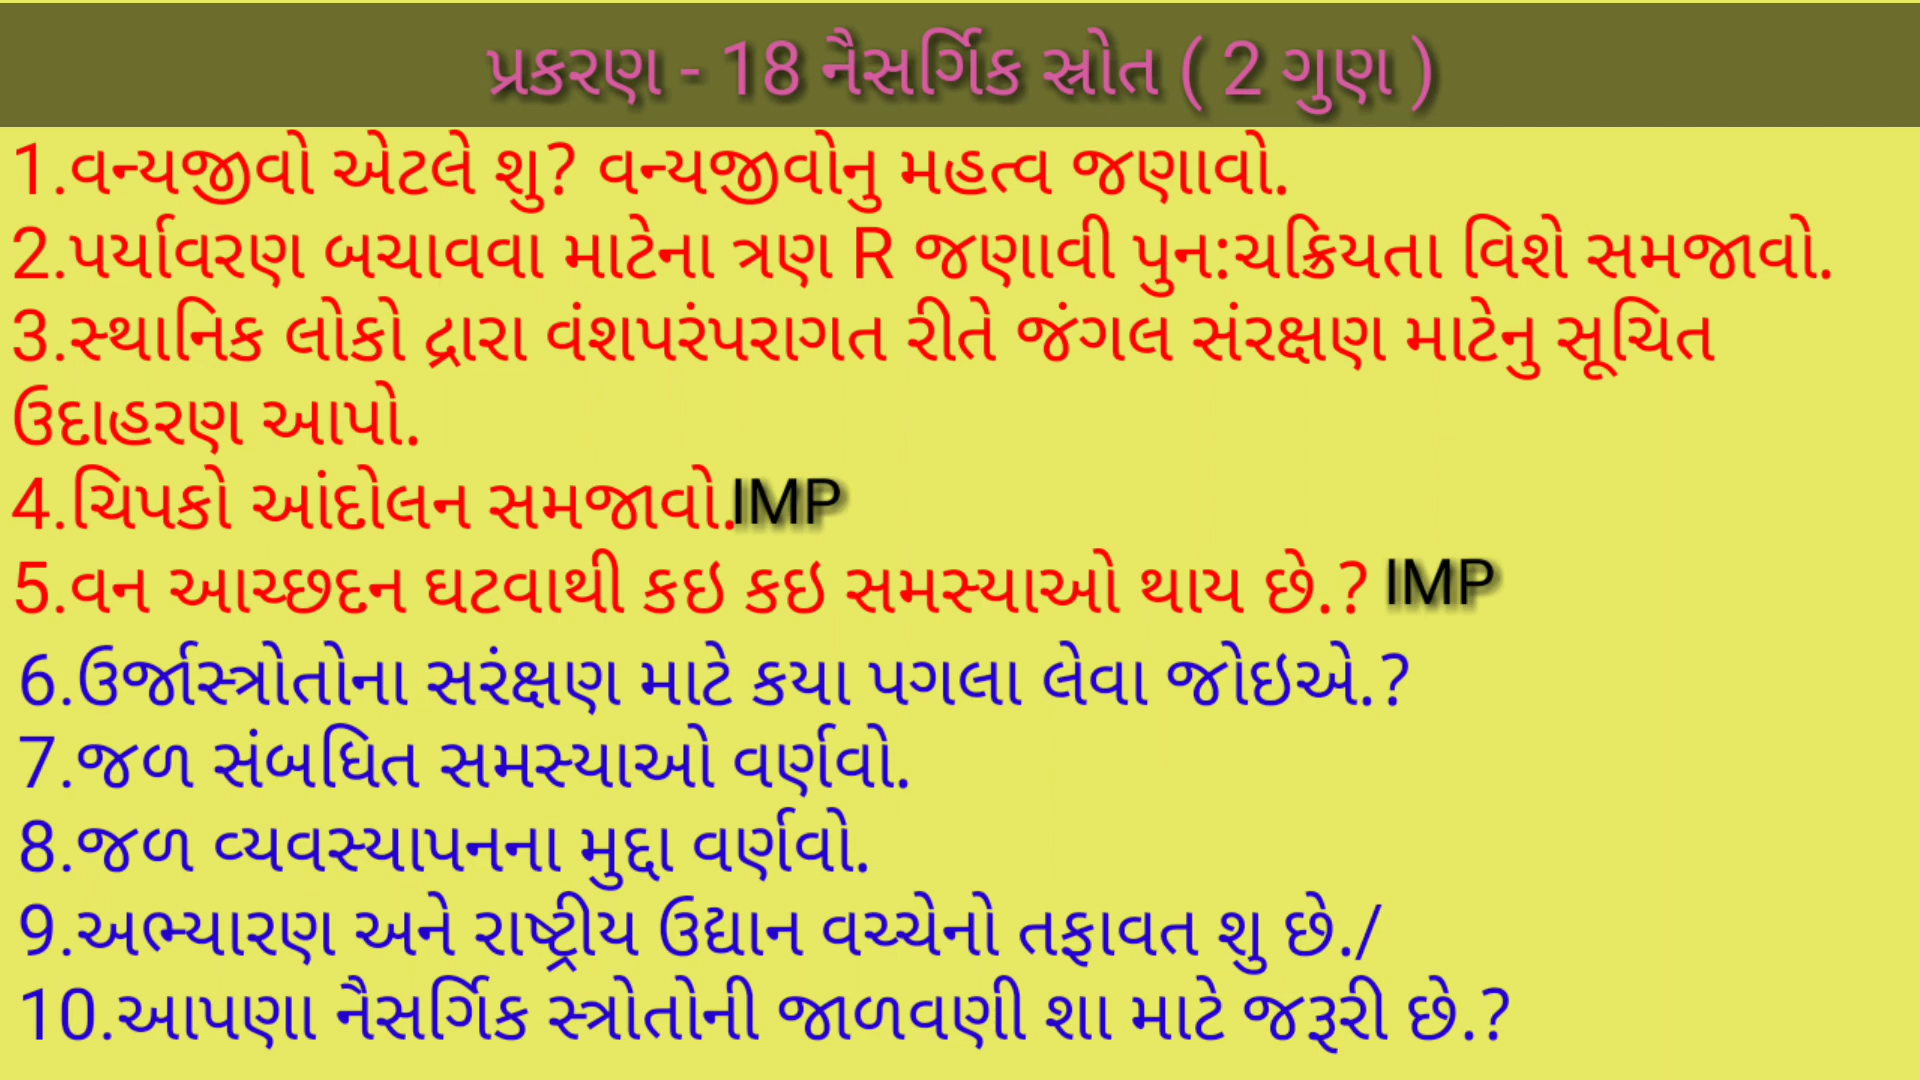 પ્રકરણ - 18 નૈસર્ગિક સ્રોત ( 2 ગુણ )
1.વન્યજીવો એટલે શુ? વન્યજીવોનુ મહત્વ જણાવો.
2.પર્યાવરણ બચાવવા માટેના ત્રણ R જણાવી પુન:ચક્રિયતા વિશે સમજાવો.
3.સ્થાનિક લોકો દ્રારા વંશપરંપરાગત રીતે જંગલ સંરક્ષણ માટેનુ સૂચિત
ઉદાહરણ આપો.
4.ચિપકો આંદોલન સમજાવો.IMP
5.વન આચ્છદન ઘટવાથી કઇ કઇ સમસ્યાઓ થાય છે.? IMP
6.ઉર્જાસ્ત્રોતોના સરંક્ષણ માટે કયા પગલા લેવા જોઇએ.?
7.જળ સંબધિત સમસ્યાઓ વર્ણવો.
8.જળ વ્યવસ્યાપનના મુદ્દા વર્ણવો.
9.અભ્યારણ અને રાષ્ટ્રીય ઉદ્યાન વચ્ચેનો તફાવત શુ છે./
10.આપણા નૈસર્ગિક સ્ત્રોતોની જાળવણી શા માટે જરૂરી છે.?